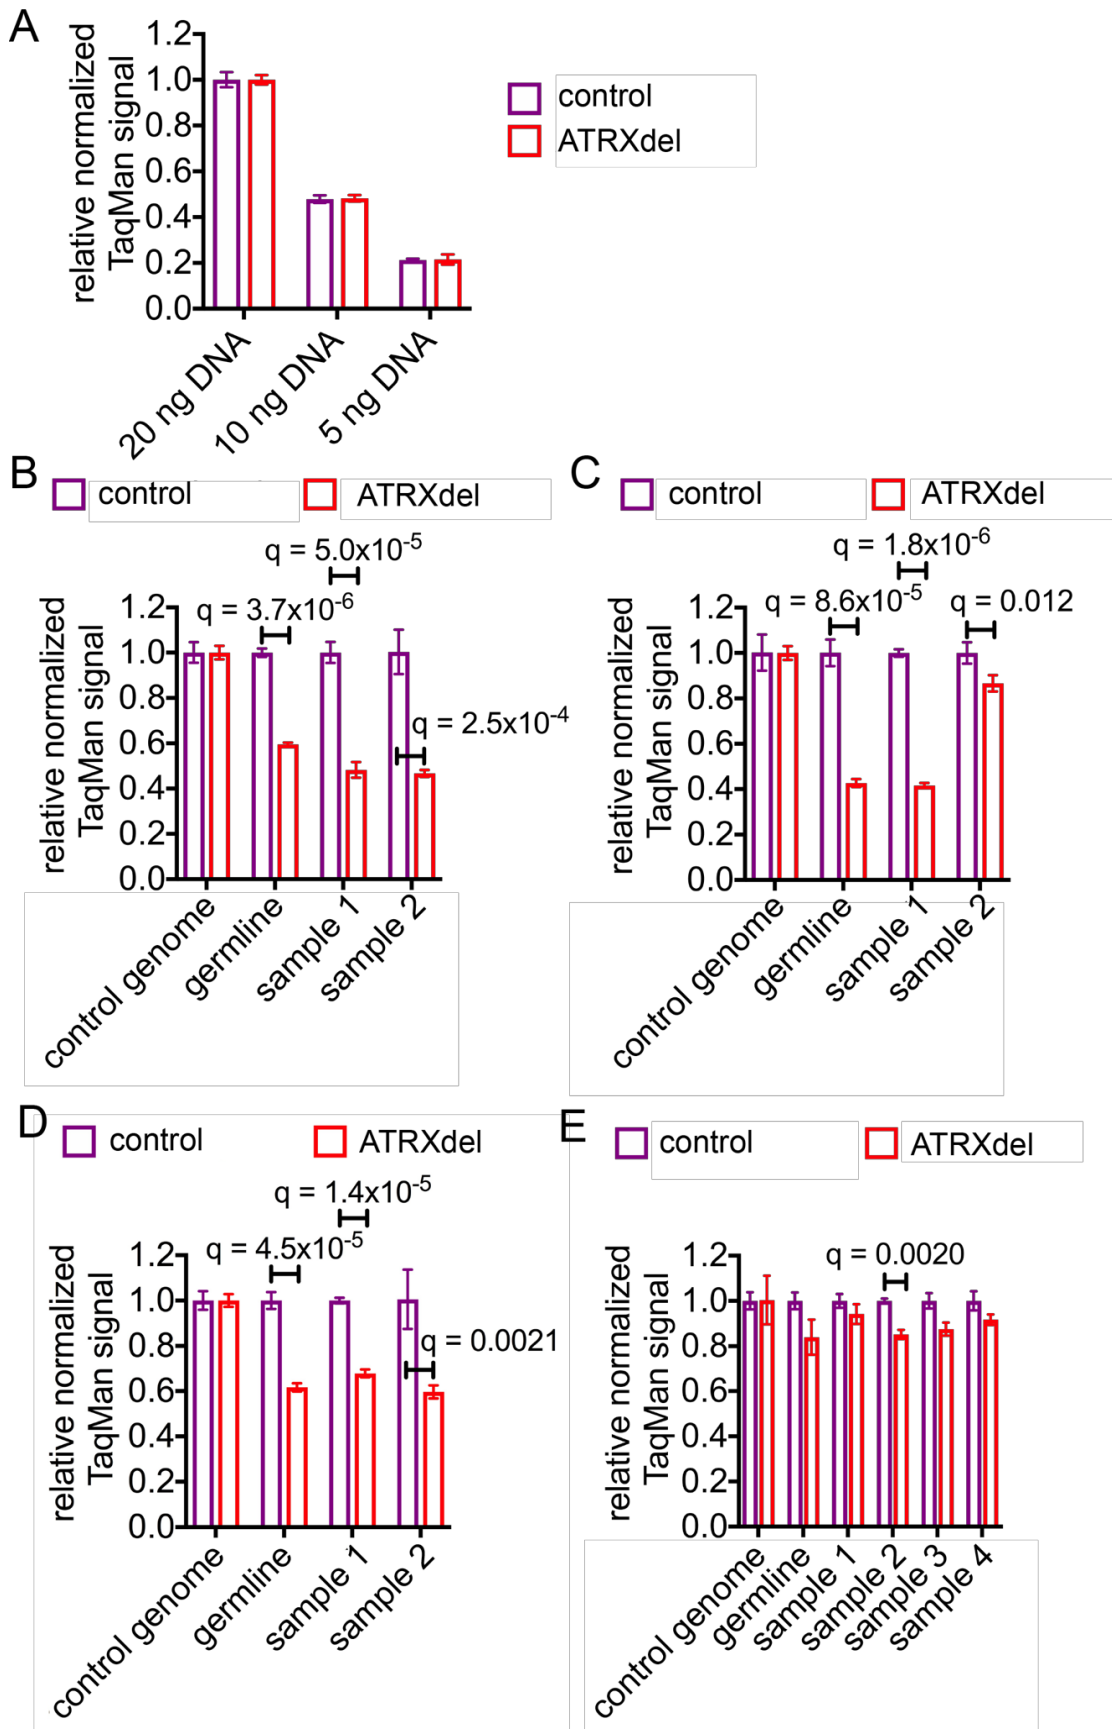 A
relative normalized
TaqMan signal
1.2
1.0
0.8
0.6
0.4
0.2
0.0
20 ng DNA
10 ng DNA
5 ng DNA
control
ATRXdel
B
control
ATRXdel
q = 5.0x10⁻⁵
q = 3.7x10⁻⁶
q = 2.5x10⁻⁴
relative normalized
TaqMan signal
1.2
1.0
0.8
0.6
0.4
0.2
0.0
control genome
germline
sample 1
sample 2
C
control
ATRXdel
q = 1.8x10⁻⁶
q = 8.6x10⁻⁵
q = 0.012
relative normalized
TaqMan signal
1.2
1.0
0.8
0.6
0.4
0.2
0.0
control genome
germline
sample 1
sample 2
D
control
ATRXdel
q = 1.4x10⁻⁵
q = 4.5x10⁻⁵
q = 0.0021
relative normalized
TaqMan signal
1.2
1.0
0.8
0.6
0.4
0.2
0.0
control genome
germline
sample 1
sample 2
E
control
ATRXdel
q = 0.0020
relative normalized
TaqMan signal
1.2
1.0
0.8
0.6
0.4
0.2
0.0
control genome
germline
sample 1
sample 2
sample 3
sample 4